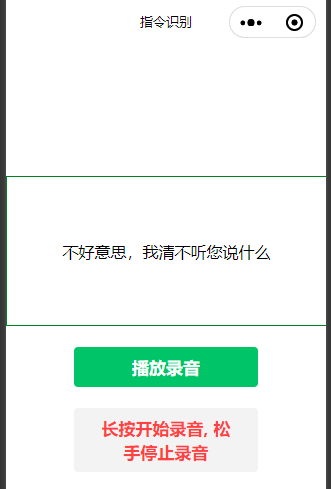 指令识别
不好意思，我清不听您说什么
播放录音
长按开始录音, 松
手停止录音